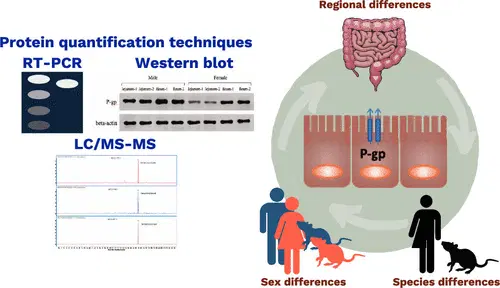 Regional differences
Protein quantification techniques
RT-PCR
Western blot
Male
Female
Jejunum-1 Jejunum-2 Ileum-1 Ileum-2 Jejunum-1 Jejunum-2 Ileum-1 Ileum-2
P-gp
beta-actin
LC/MS-MS
P-gp
Sex differences
Species differences